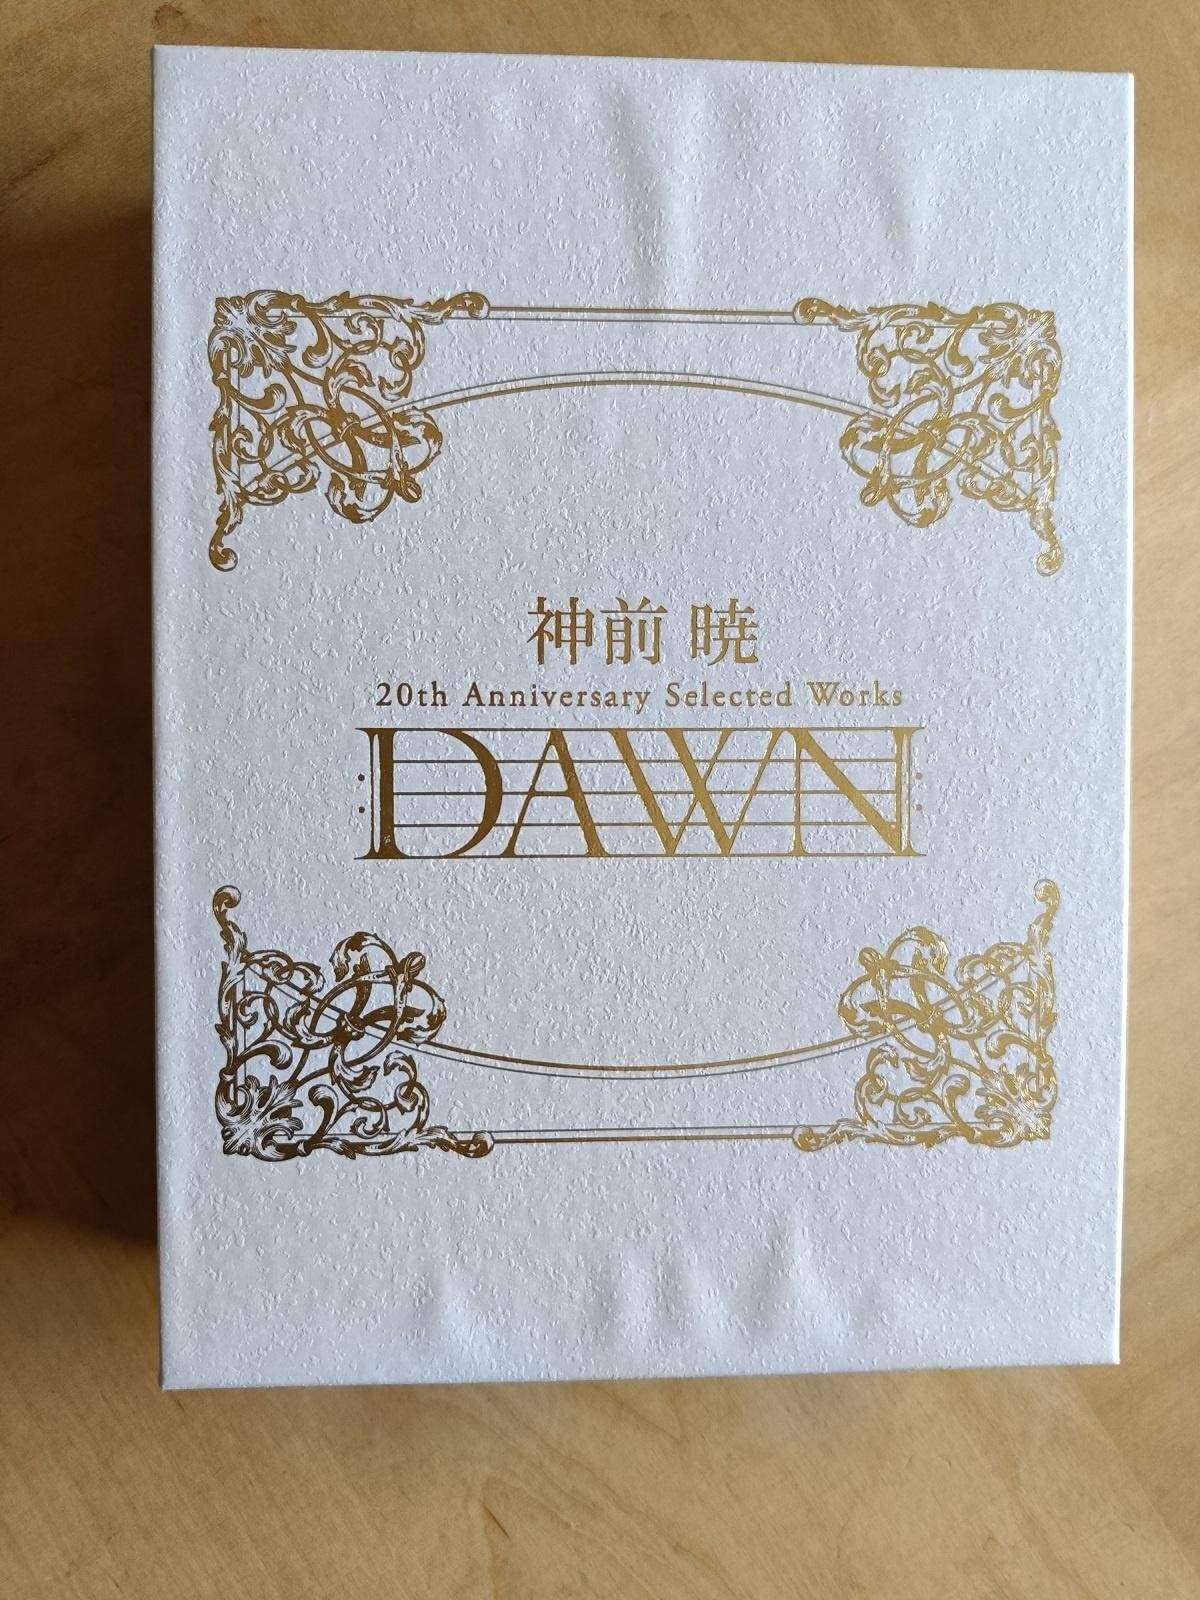 神前 暁
20th Anniversary Selected Works
DAWN